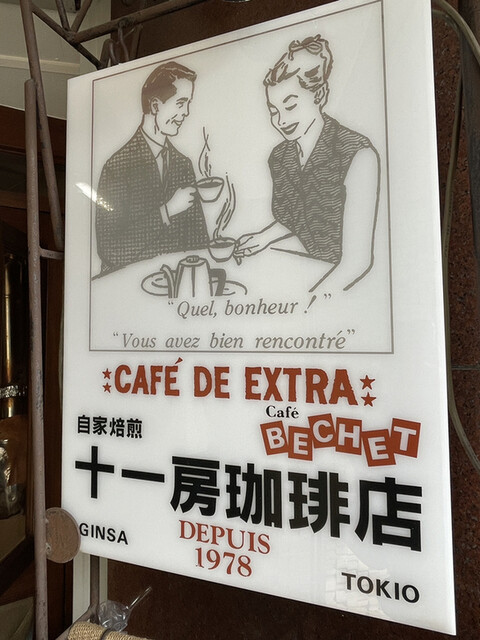 "Quel, bonheur !"
"Vous avez bien rencontré"
CAFÉ DE EXTRA
Café
BECHET
自家焙煎
十一房珈琲店
GINSA
DEPUIS
1978
TOKIO